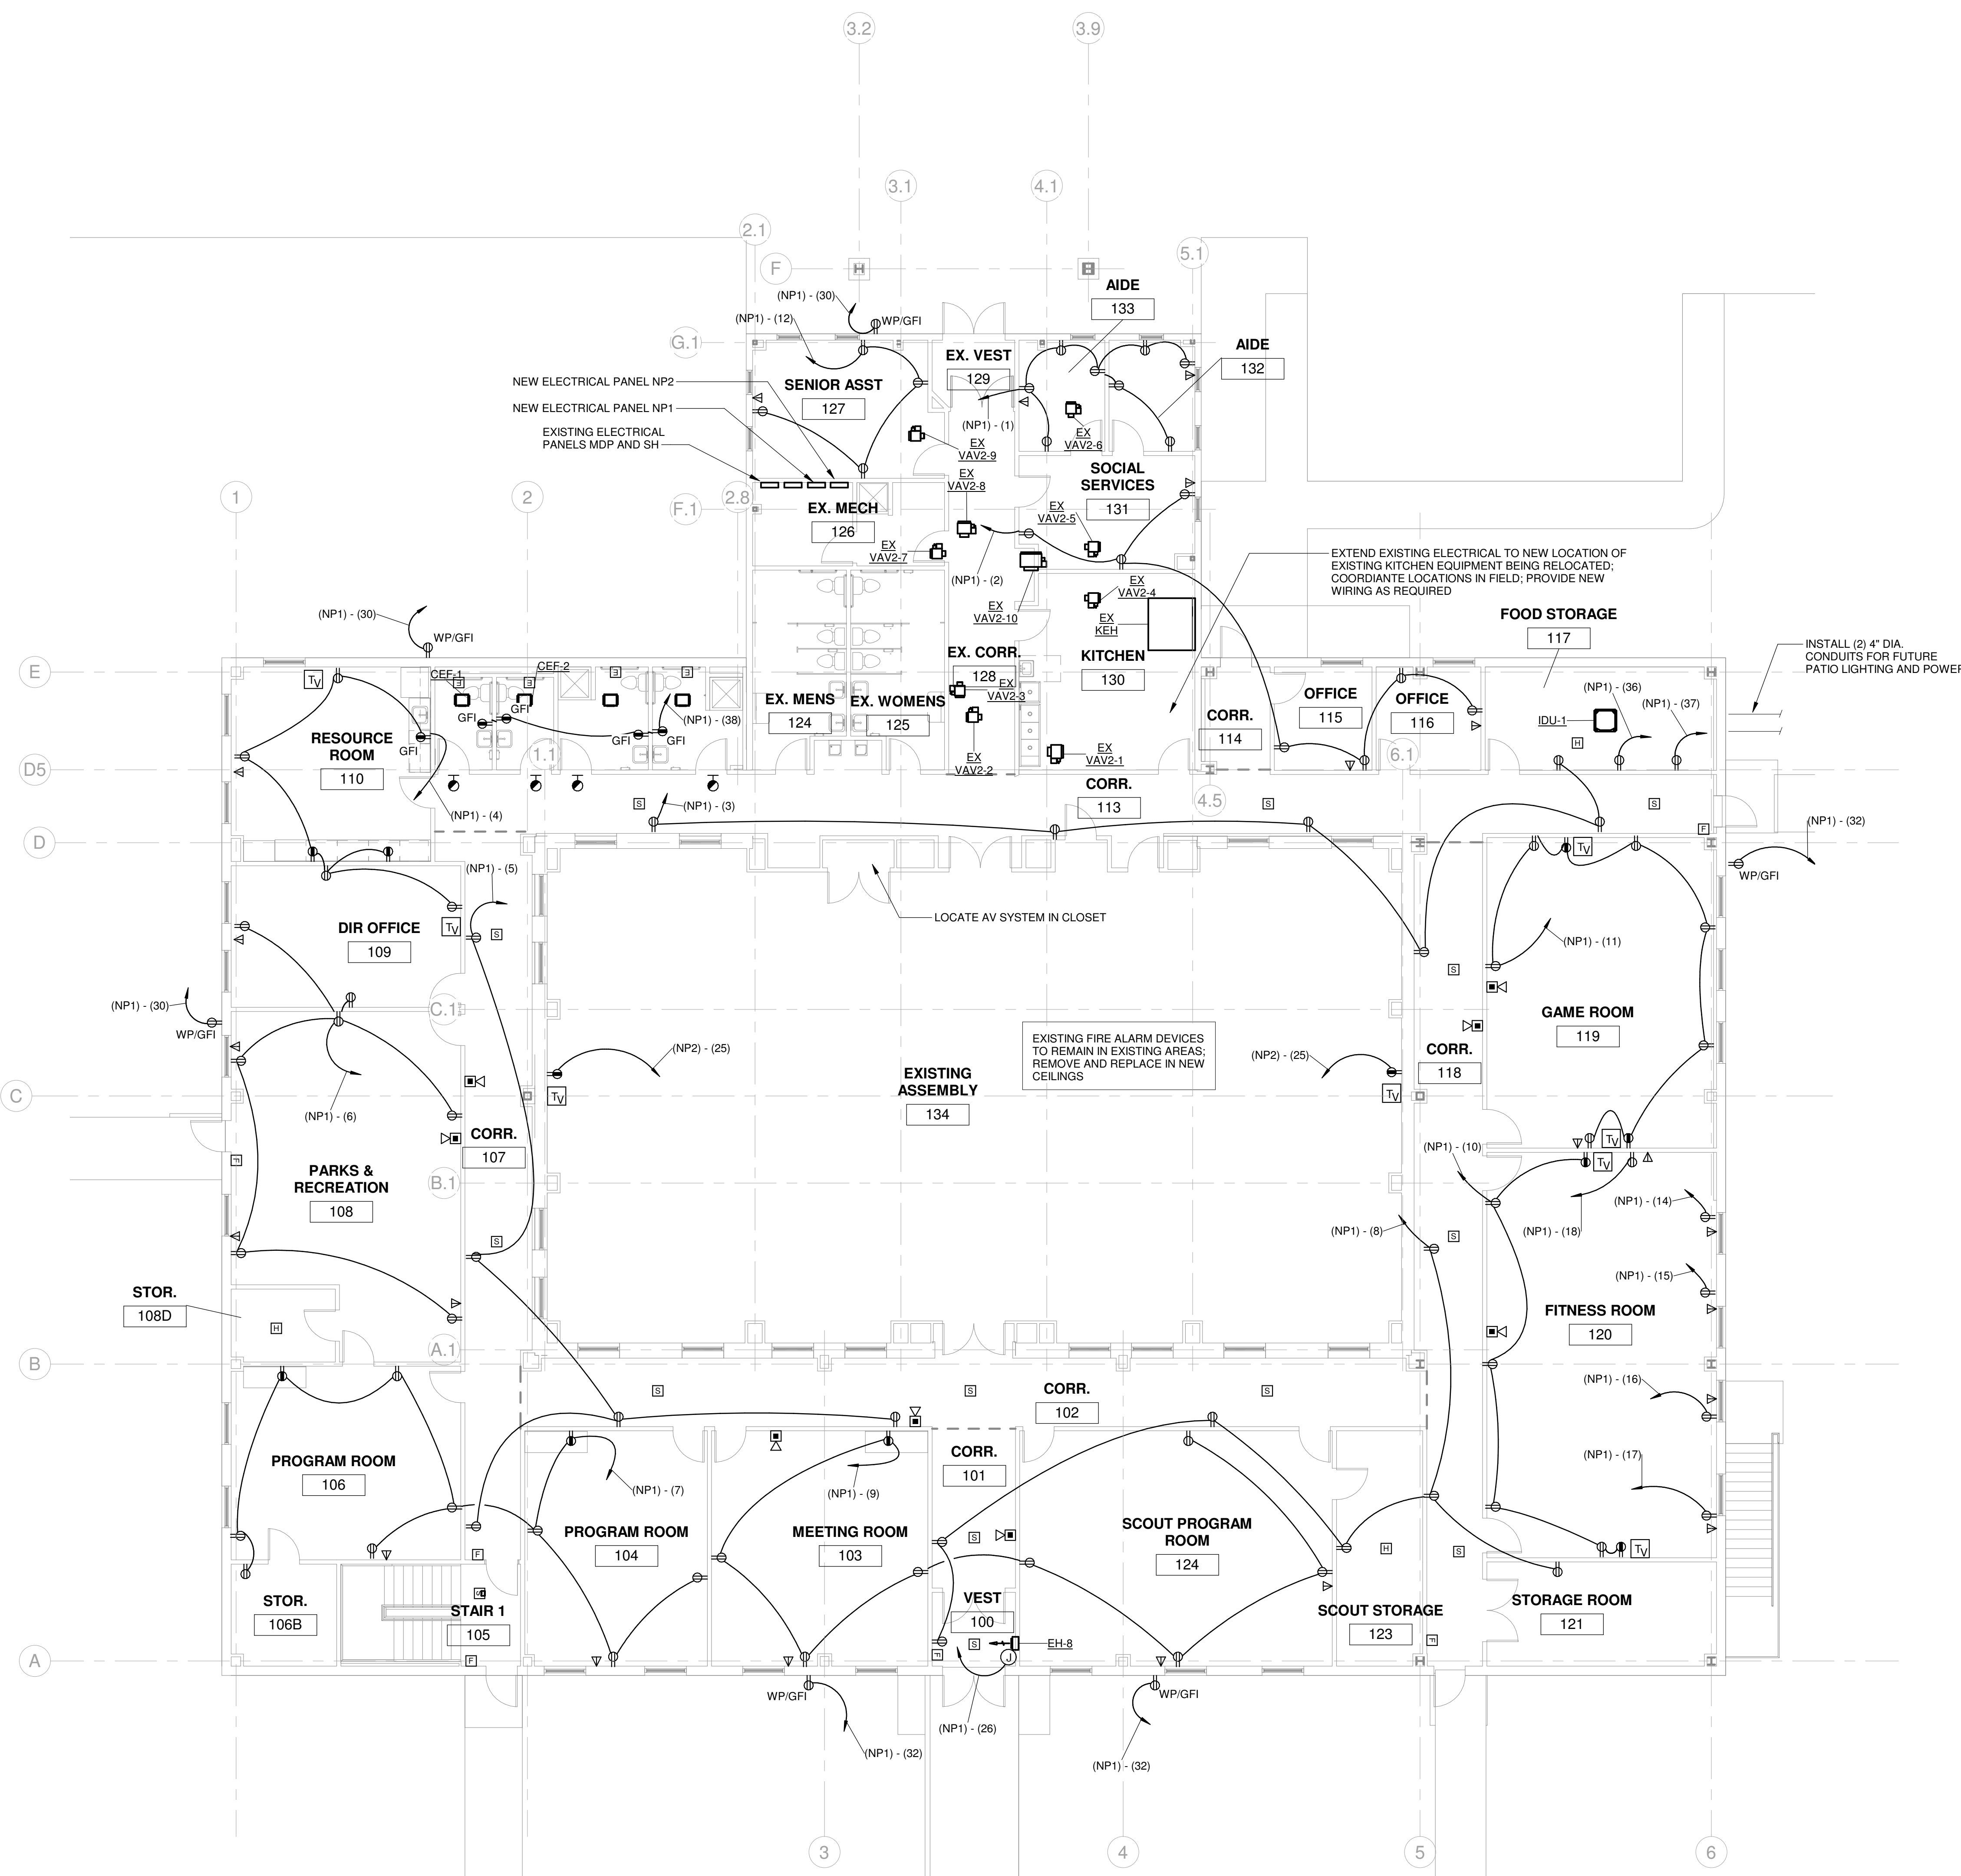 3.2
3.9
3.1
4.1
2.1
5.1
F
AIDE
133
(NP1) - (30)
WP/GFI
(NP1) - (12)
G.1
EX. VEST
129
AIDE
132
NEW ELECTRICAL PANEL NP2
SENIOR ASST
127
NEW ELECTRICAL PANEL NP1
(NP1) - (1)
EXISTING ELECTRICAL
PANELS MDP AND SH
EX
VAV2-9
EX
VAV2-6
SOCIAL
SERVICES
131
EX
VAV2-8
1
2
2.8
F.1
EX. MECH
126
EX
VAV2-5
EX
VAV2-7
(NP1) - (2)
EXTEND EXISTING ELECTRICAL TO NEW LOCATION OF
EXISTING KITCHEN EQUIPMENT BEING RELOCATED;
COORDIANTE LOCATIONS IN FIELD; PROVIDE NEW
WIRING AS REQUIRED
EX
VAV2-4
EX
VAV2-10
EX
KEH
(NP1) - (30)
WP/GFI
FOOD STORAGE
117
INSTALL (2) 4" DIA.
CONDUITS FOR FUTURE
PATIO LIGHTING AND POWER
E
TV
CEF-1
CEF-2
E
E
E
E
EX. CORR.
128
KITCHEN
130
EX
VAV2-3
OFFICE
115
OFFICE
116
(NP1) - (36)
(NP1) - (37)
IDU-1
H
GFI
GFI
GFI
GFI
(NP1) - (38)
EX. MENS
124
EX. WOMENS
125
CORR.
114
RESOURCE
ROOM
110
GFI
1.1
EX
VAV2-2
EX
VAV2-1
6.1
D5
CORR.
113
4.5
(NP1) - (4)
S
(NP1) - (3)
S
S
F
(NP1) - (32)
D
TV
WP/GFI
(NP1) - (5)
LOCATE AV SYSTEM IN CLOSET
DIR OFFICE
109
TV
S
(NP1) - (11)
S
(NP1) - (30)
WP/GFI
C.1
GAME ROOM
119
EXISTING FIRE ALARM DEVICES
TO REMAIN IN EXISTING AREAS;
REMOVE AND REPLACE IN NEW
CEILINGS
(NP2) - (25)
(NP2) - (25)
CORR.
118
EXISTING
ASSEMBLY
134
C
TV
TV
(NP1) - (6)
CORR.
107
F
(NP1) - (10)
TV
TV
PARKS &
RECREATION
108
B.1
(NP1) - (14)
(NP1) - (8)
(NP1) - (18)
S
S
(NP1) - (15)
STOR.
108D
H
FITNESS ROOM
120
A.1
B
(NP1) - (16)
S
S
S
CORR.
102
PROGRAM ROOM
106
(NP1) - (7)
(NP1) - (9)
CORR.
101
(NP1) - (17)
PROGRAM ROOM
104
MEETING ROOM
103
S
SCOUT PROGRAM
ROOM
124
F
H
S
TV
STOR.
106B
STAIR 1
105
VEST
100
SCOUT STORAGE
123
STORAGE ROOM
121
S
EH-8
F
F
F
J
A
WP/GFI
WP/GFI
(NP1) - (26)
(NP1) - (32)
(NP1) - (32)
3
4
5
6